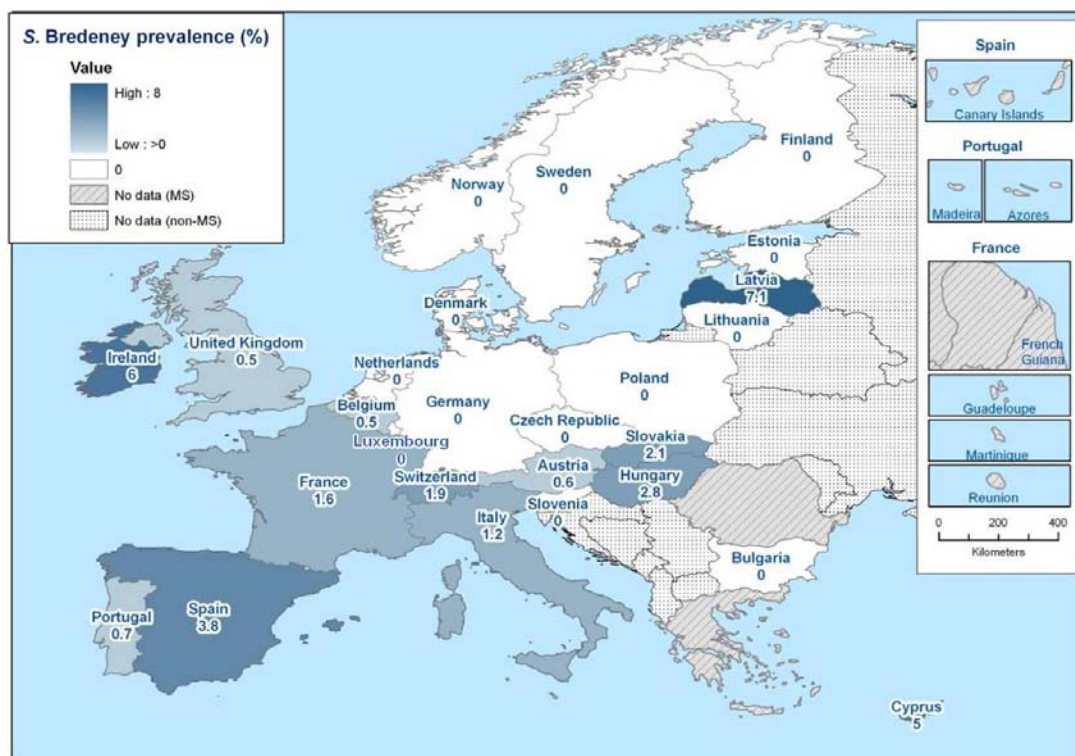 S. Bredeney prevalence (%)
Value
High : 8
Low : >0
0
No data (MS)
No data (non-MS)
Norway
0
Sweden
0
Finland
0
Estonia
0
Latvia
7.1
Lithuania
0
Denmark
0
Ireland
6
United Kingdom
0.5
Netherlands
0
Belgium
0.5
Luxembourg
0
Germany
0
Poland
0
Czech Republic
0
Slovakia
2.1
Austria
0.6
Hungary
2.8
Switzerland
1.9
France
1.6
Slovenia
0
Italy
1.2
Bulgaria
0
Portugal
0.7
Spain
3.8
Cyprus
5
Spain
Canary Islands
Portugal
Madeira
Azores
France
French
Guiana
Guadeloupe
Martinique
Reunion
0 200 400
Kilometers